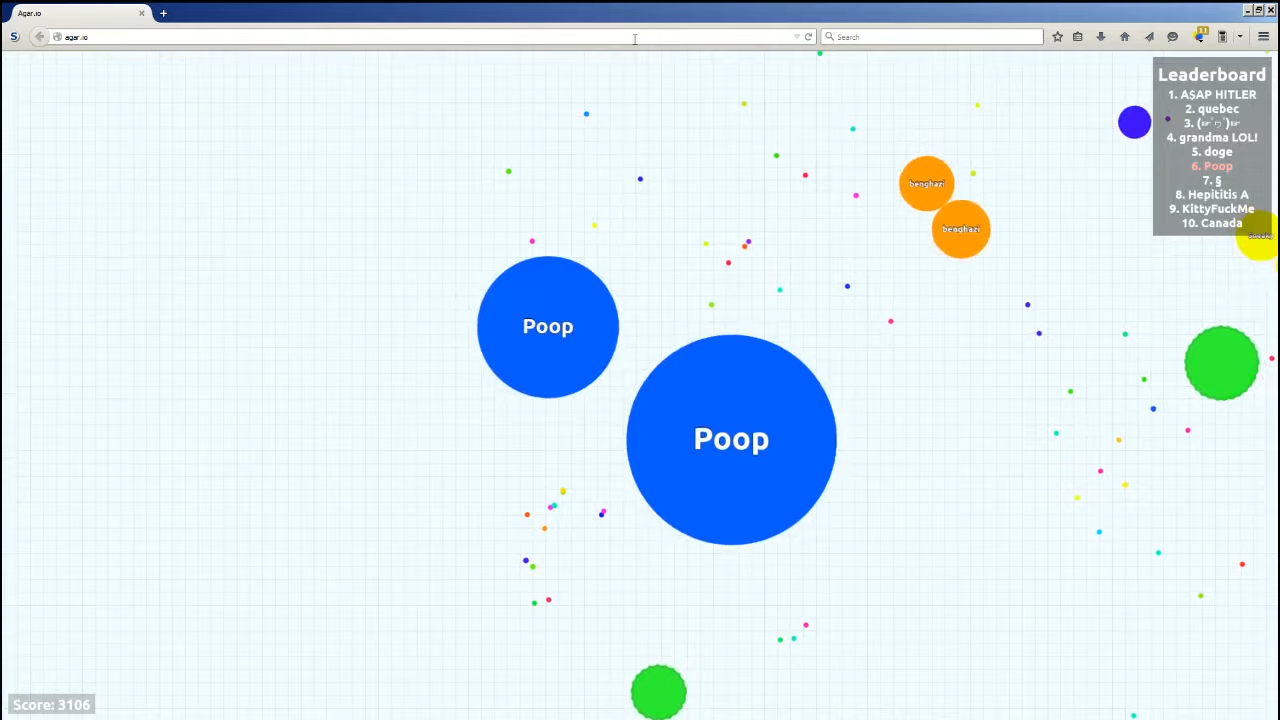 Agar.io
agar.io
Search
11
Leaderboard
1. A$AP HITLER
2. quebec
4. grandma LOL!
5. doge
6. Poop
7. §
8. Hepititis A
9. KittyFuckMe
10. Canada
benghazi
benghazi
Poop
Poop
Score: 3106